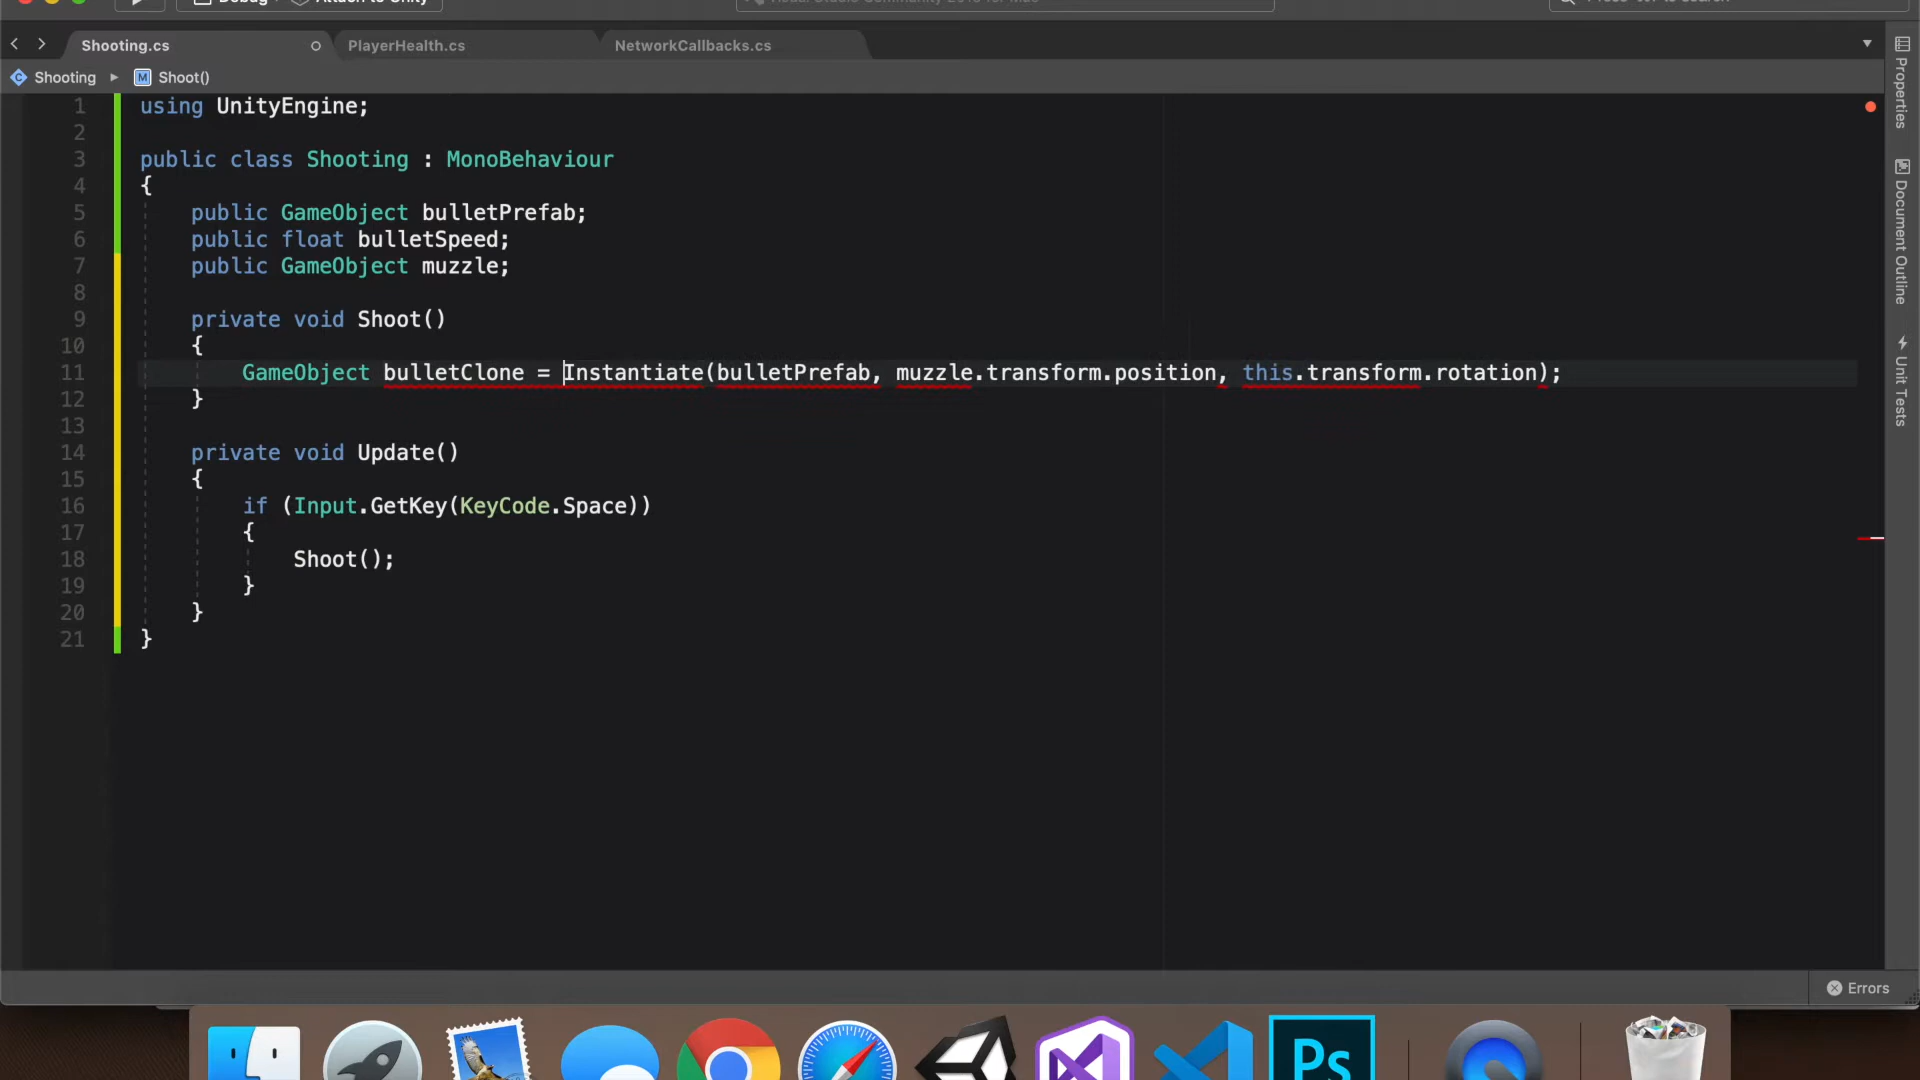 Shooting.cs
PlayerHealth.cs
NetworkCallbacks.cs
Shooting
M
Shoot()
1 using UnityEngine;
2
3 public class Shooting : MonoBehaviour
4 {
5 public GameObject bulletPrefab;
6 public float bulletSpeed;
7 public GameObject muzzle;
8
9 private void Shoot()
10 {
11 GameObject bulletClone = Instantiate(bulletPrefab, muzzle.transform.position, this.transform.rotation);
12 }
13
14 private void Update()
15 {
16 if (Input.GetKey(KeyCode.Space))
17 {
18 Shoot();
19 }
20 }
21 }
Properties
Document Outline
Unit Tests
Errors
Ps